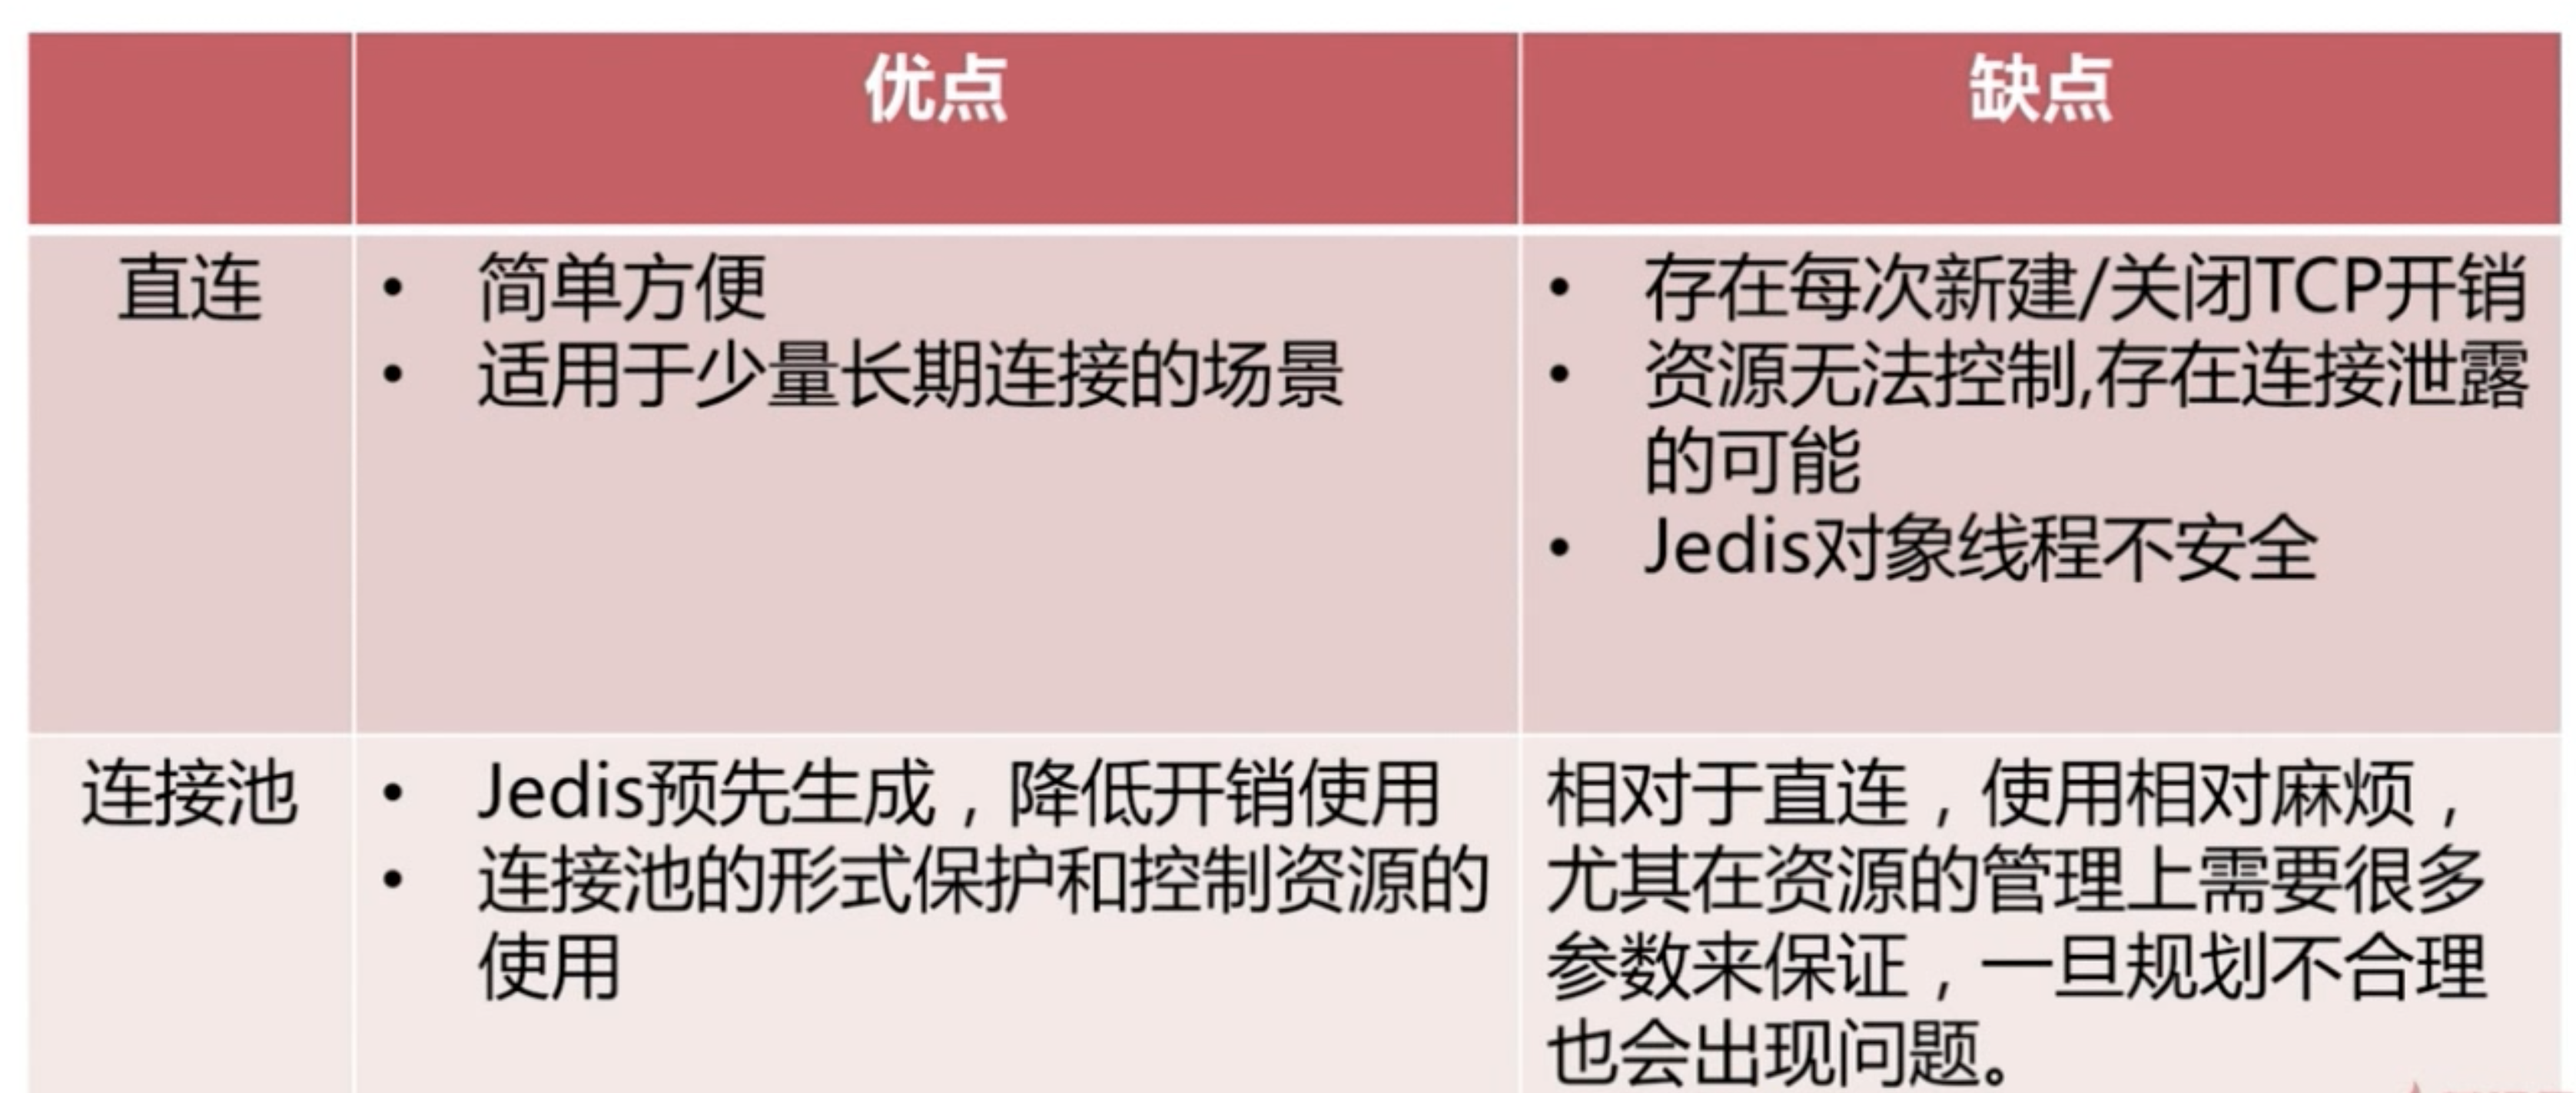 优点
缺点
直连
• 简单方便
• 适用于少量长期连接的场景
• 存在每次新建/关闭TCP开销
• 资源无法控制,存在连接泄露
的可能
• Jedis对象线程不安全
连接池
• Jedis预先生成，降低开销使用
• 连接池的形式保护和控制资源的
使用
相对于直连，使用相对麻烦，
尤其在资源的管理上需要很多
参数来保证，一旦规划不合理
也会出现问题。